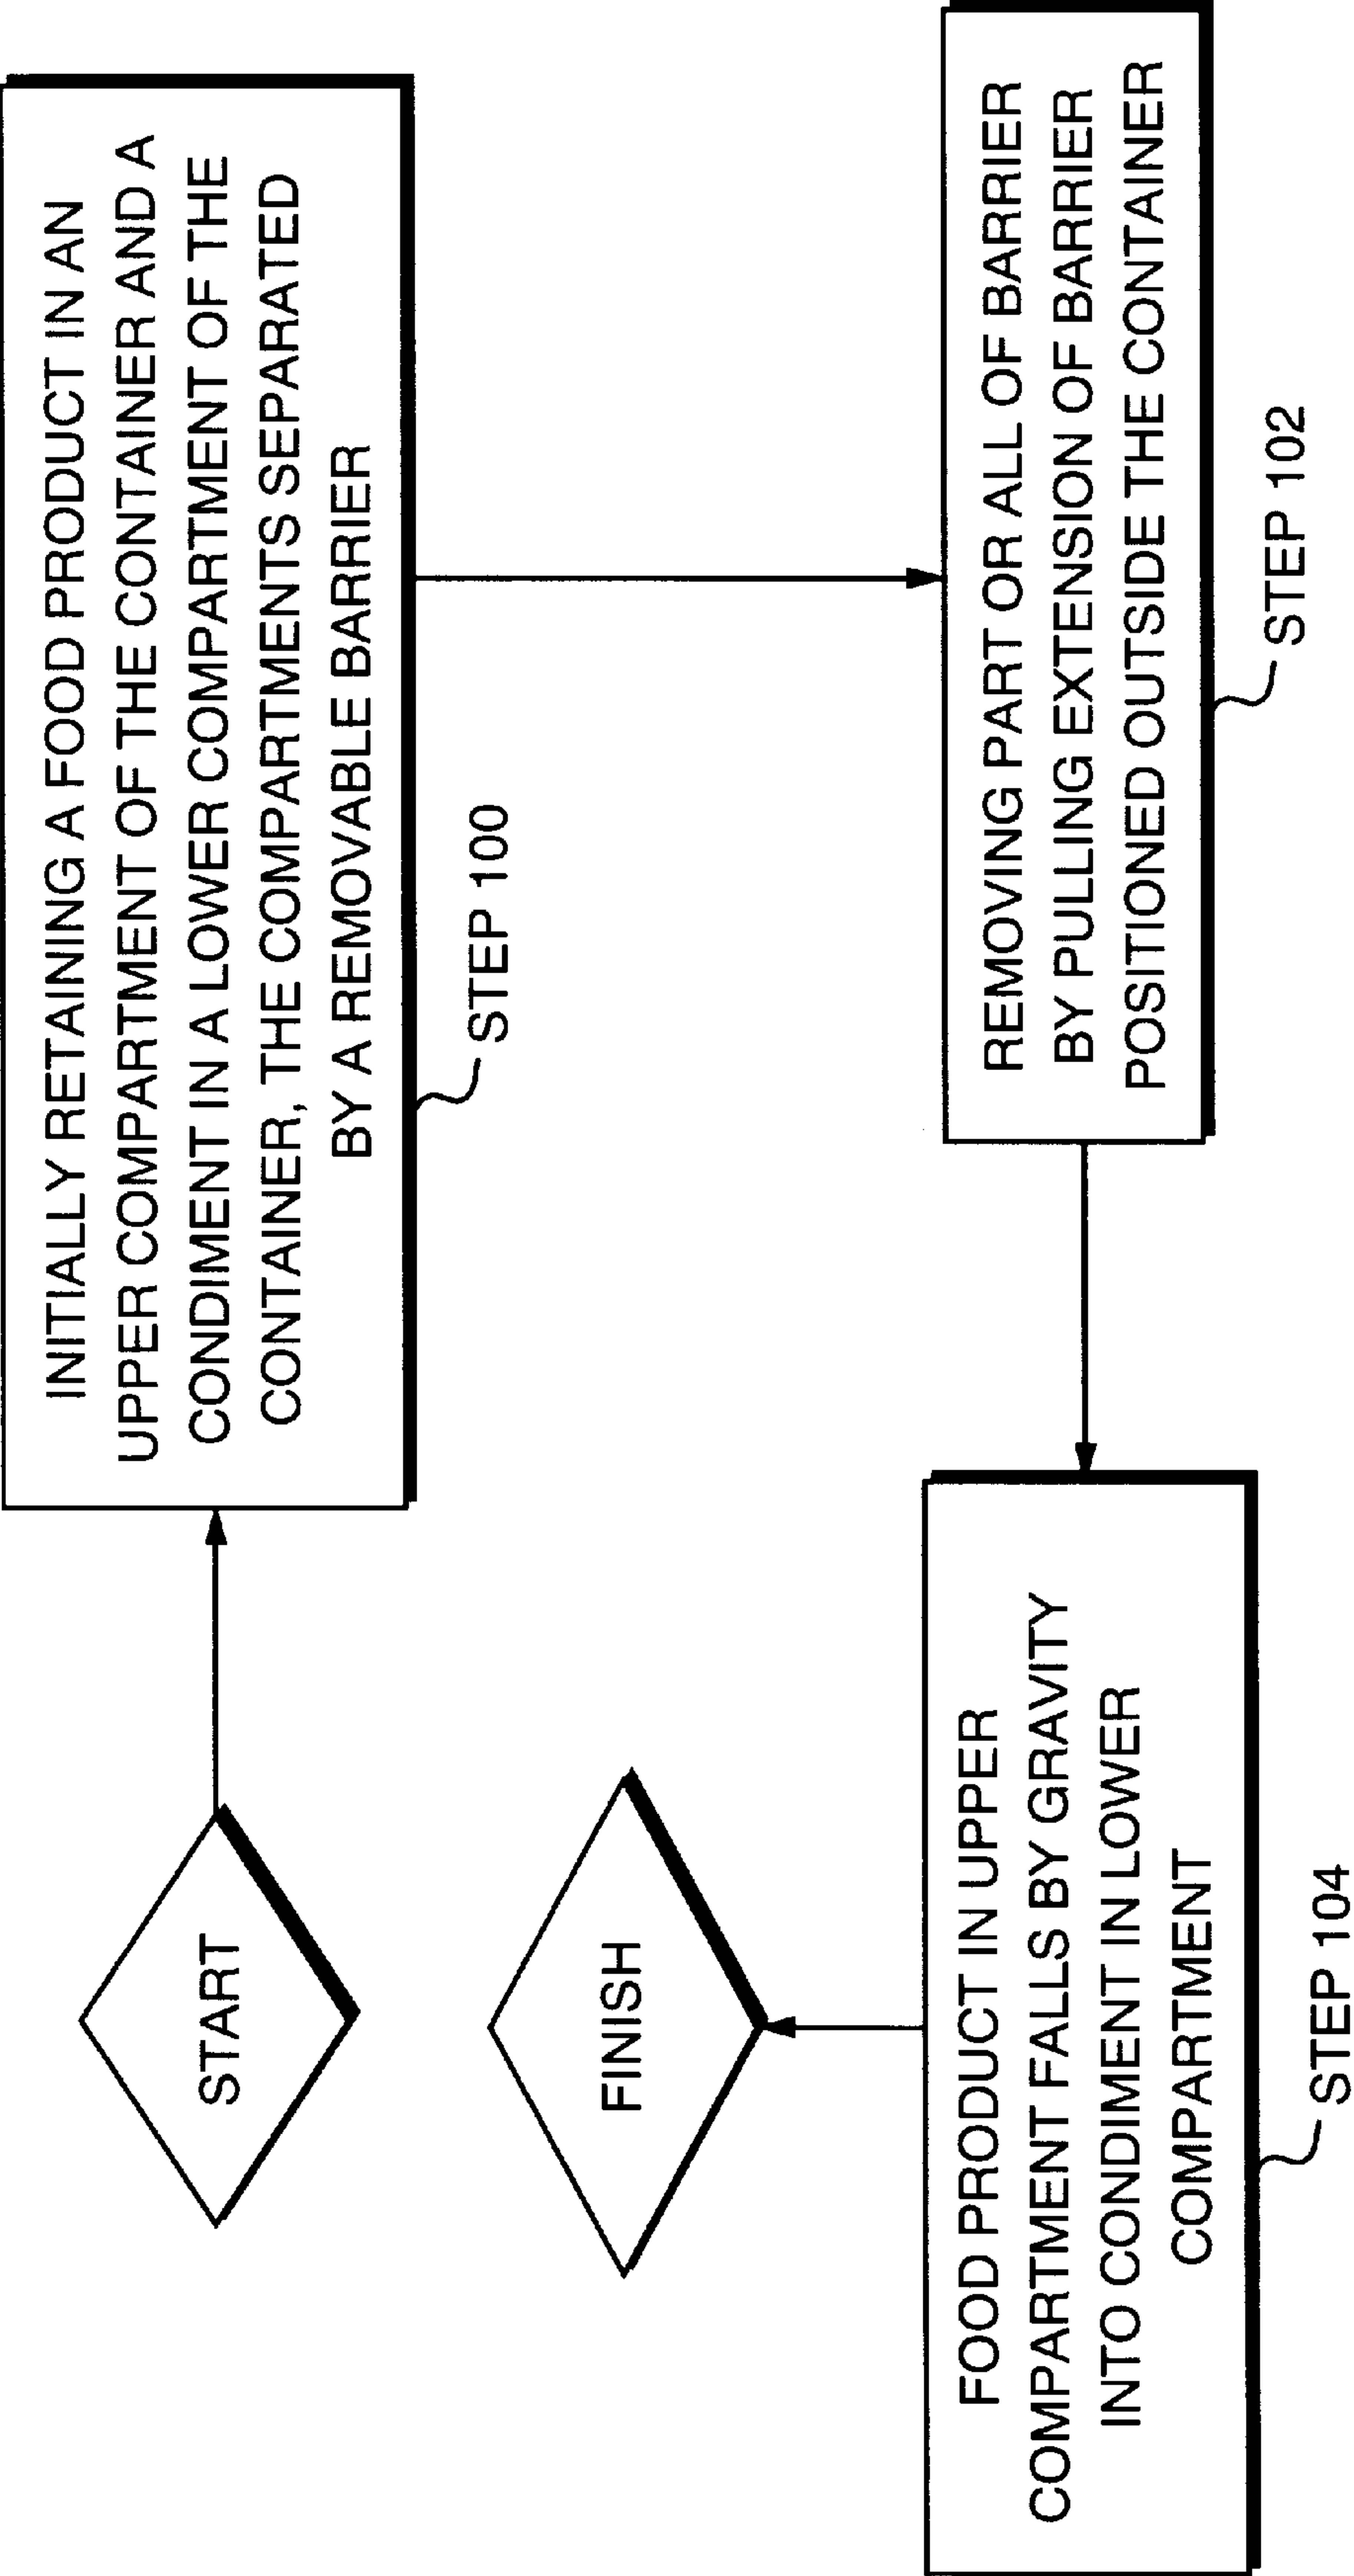 START
INITIALLY RETAINING A FOOD PRODUCT IN AN
UPPER COMPARTMENT OF THE CONTAINER AND A
CONDIMENT IN A LOWER COMPARTMENT OF THE
CONTAINER, THE COMPARTMENTS SEPARATED
BY A REMOVABLE BARRIER
STEP 100
REMOVING PART OR ALL OF BARRIER
BY PULLING EXTENSION OF BARRIER
POSITIONED OUTSIDE THE CONTAINER
STEP 102
FOOD PRODUCT IN UPPER
COMPARTMENT FALLS BY GRAVITY
INTO CONDIMENT IN LOWER
COMPARTMENT
STEP 104
FINISH